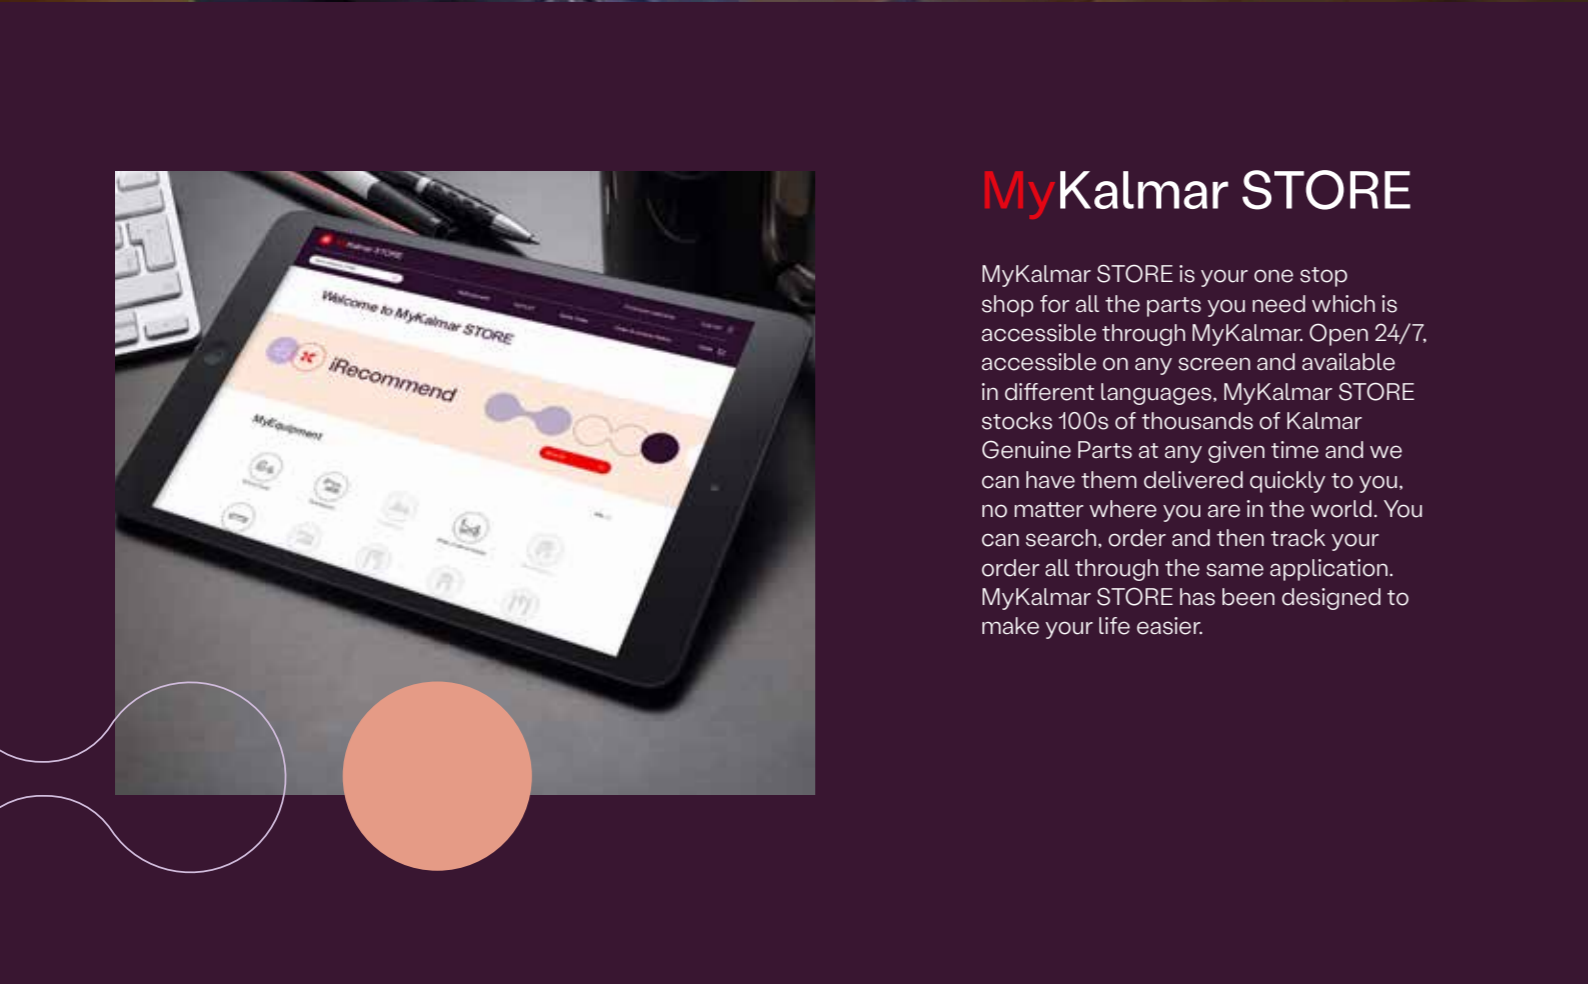 MyKalmar STORE
MyKalmar STORE is your one stop
shop for all the parts you need which is
accessible through MyKalmar. Open 24/7,
accessible on any screen and available
in different languages, MyKalmar STORE
stocks 100s of thousands of Kalmar
Genuine Parts at any given time and we
can have them delivered quickly to you,
no matter where you are in the world. You
can search, order and then track your
order all through the same application.
MyKalmar STORE has been designed to
make your life easier.
MyKalmar STORE
Welcome to MyKalmar STORE
iRecommend
MyEquipment